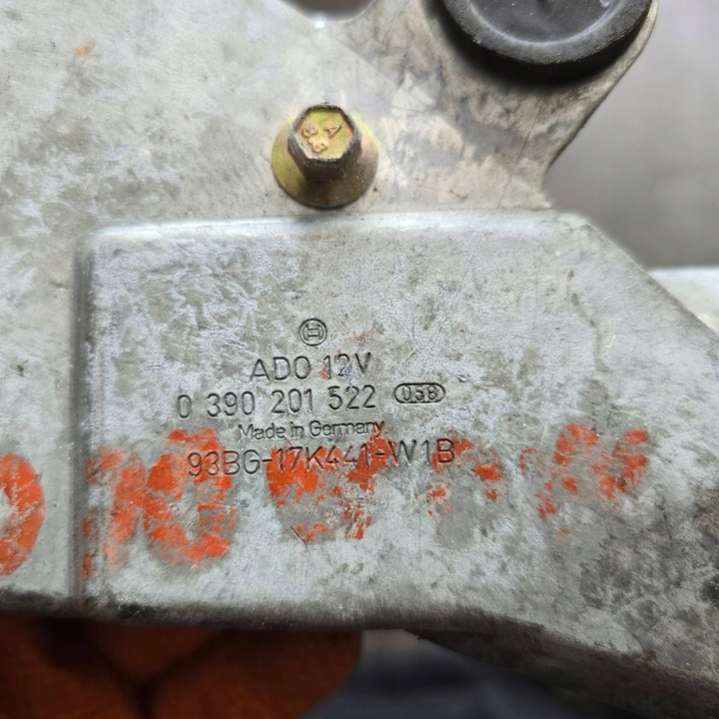 ADO 12V
0 390 201 522 058
Made in Germany
93BG-17K441-W1B